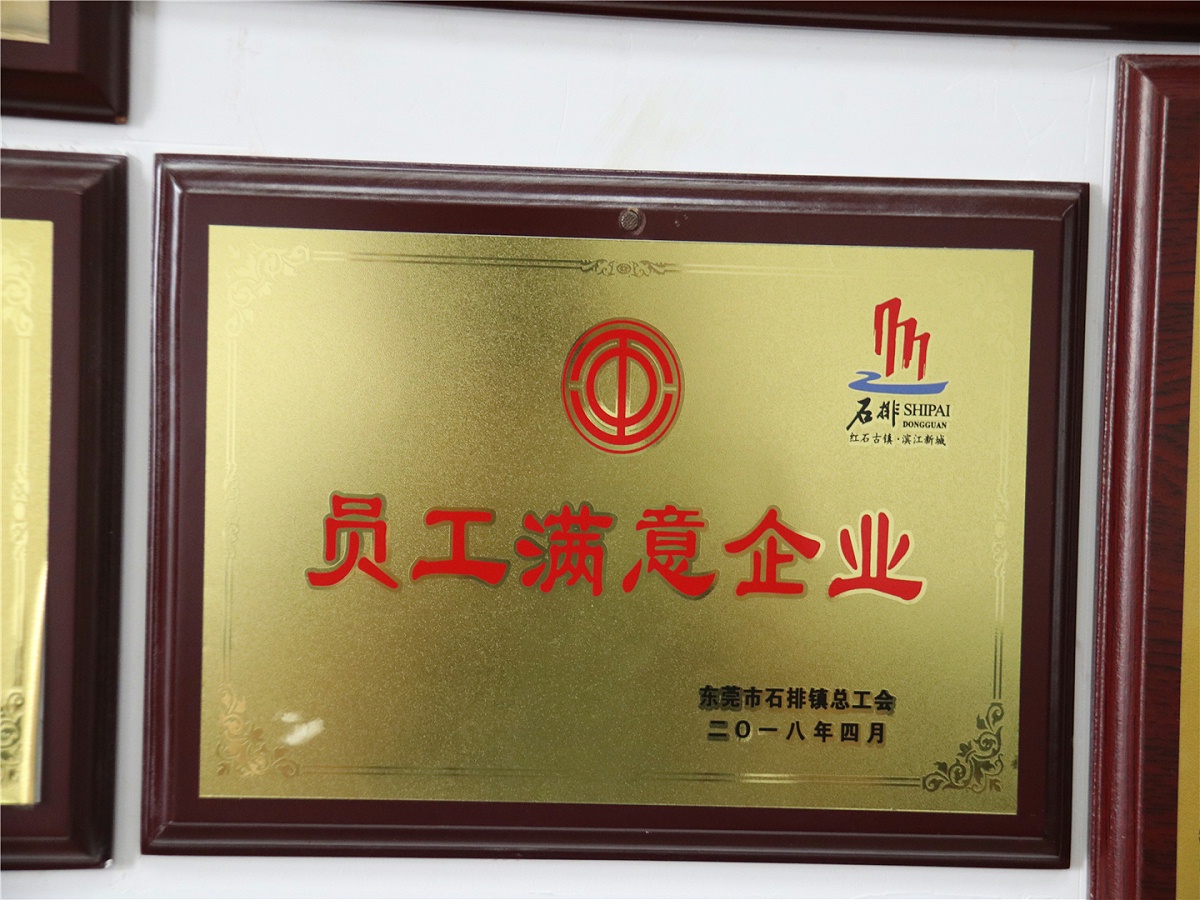 石排 SHIPAI
DONGGUAN
红石古镇·滨江新城
员工满意企业
东莞市石排镇总工会
二〇一八年四月